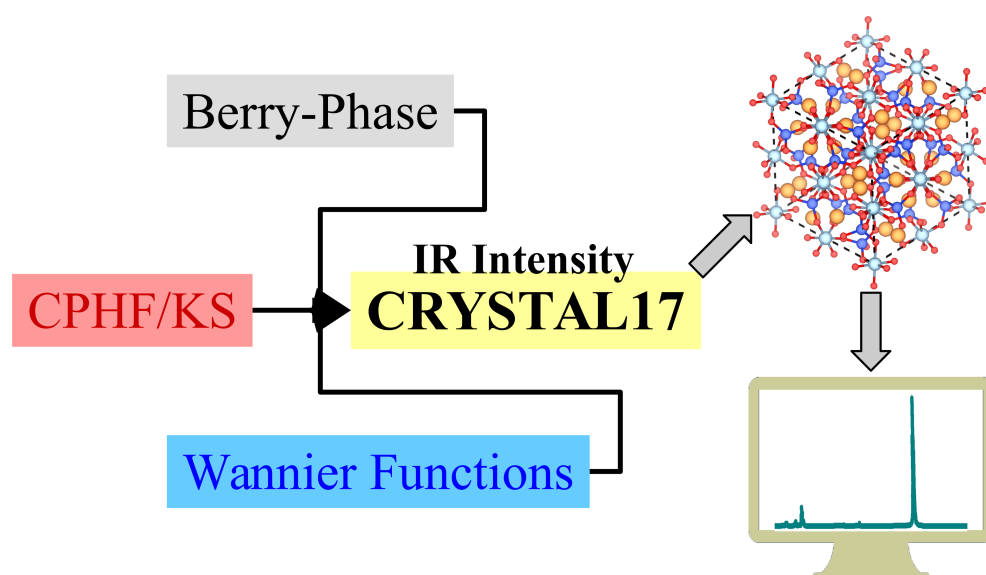 Berry-Phase
IR Intensity
CPHF/KS
CRYSTAL17
Wannier Functions